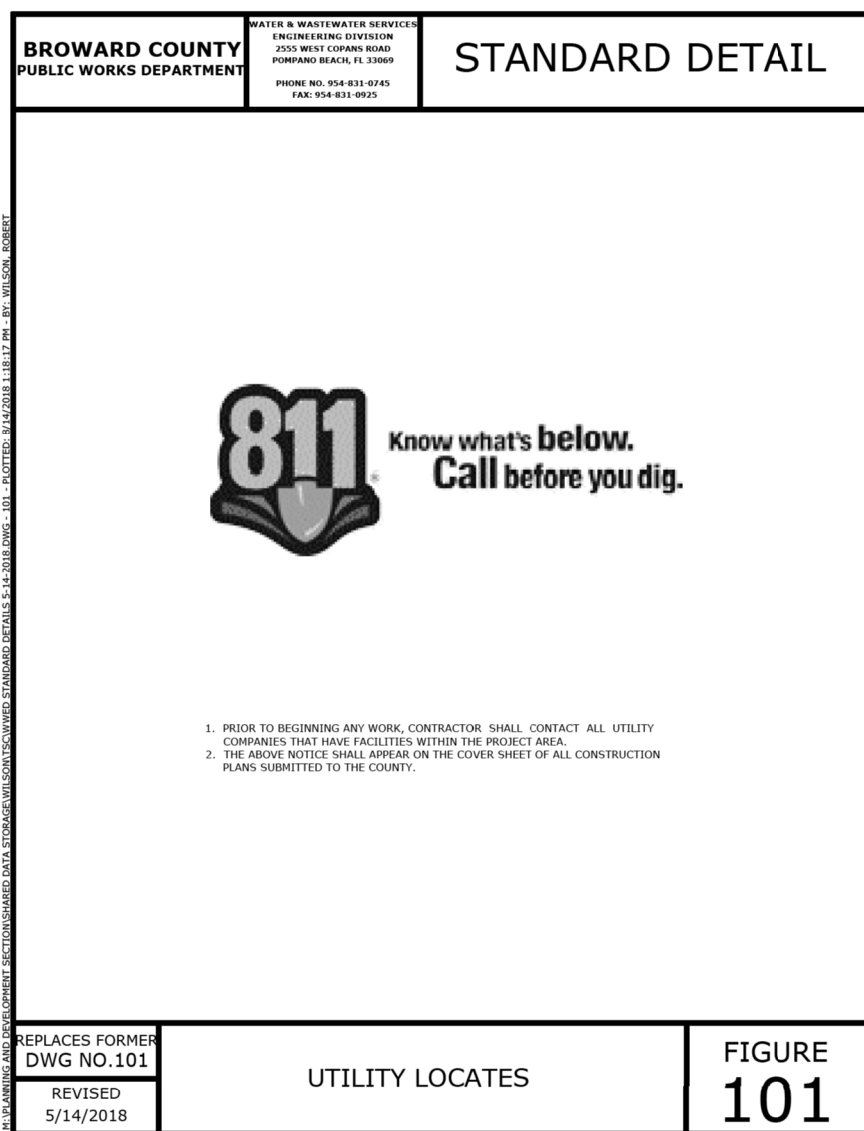 BROWARD COUNTY
PUBLIC WORKS DEPARTMENT
WATER & WASTEWATER SERVICES
ENGINEERING DIVISION
2555 WEST COPANS ROAD
POMPANO BEACH, FL 33069
PHONE NO. 954-831-0745
FAX: 954-831-0925
STANDARD DETAIL
M:\PLANNING AND DEVELOPMENT SECTION\SHARED DATA STORAGE\WILSON\TSC\WWED STANDARD DETAILS 5-14-2018.DWG - 101 - PLOTTED: 8/14/2018 1:18:17 PM - BY: WILSON, ROBERT
811®
Know what's below.
Call before you dig.
1. PRIOR TO BEGINNING ANY WORK, CONTRACTOR SHALL CONTACT ALL UTILITY
COMPANIES THAT HAVE FACILITIES WITHIN THE PROJECT AREA.
2. THE ABOVE NOTICE SHALL APPEAR ON THE COVER SHEET OF ALL CONSTRUCTION
PLANS SUBMITTED TO THE COUNTY.
REPLACES FORMER
DWG NO.101
REVISED
5/14/2018
UTILITY LOCATES
FIGURE
101